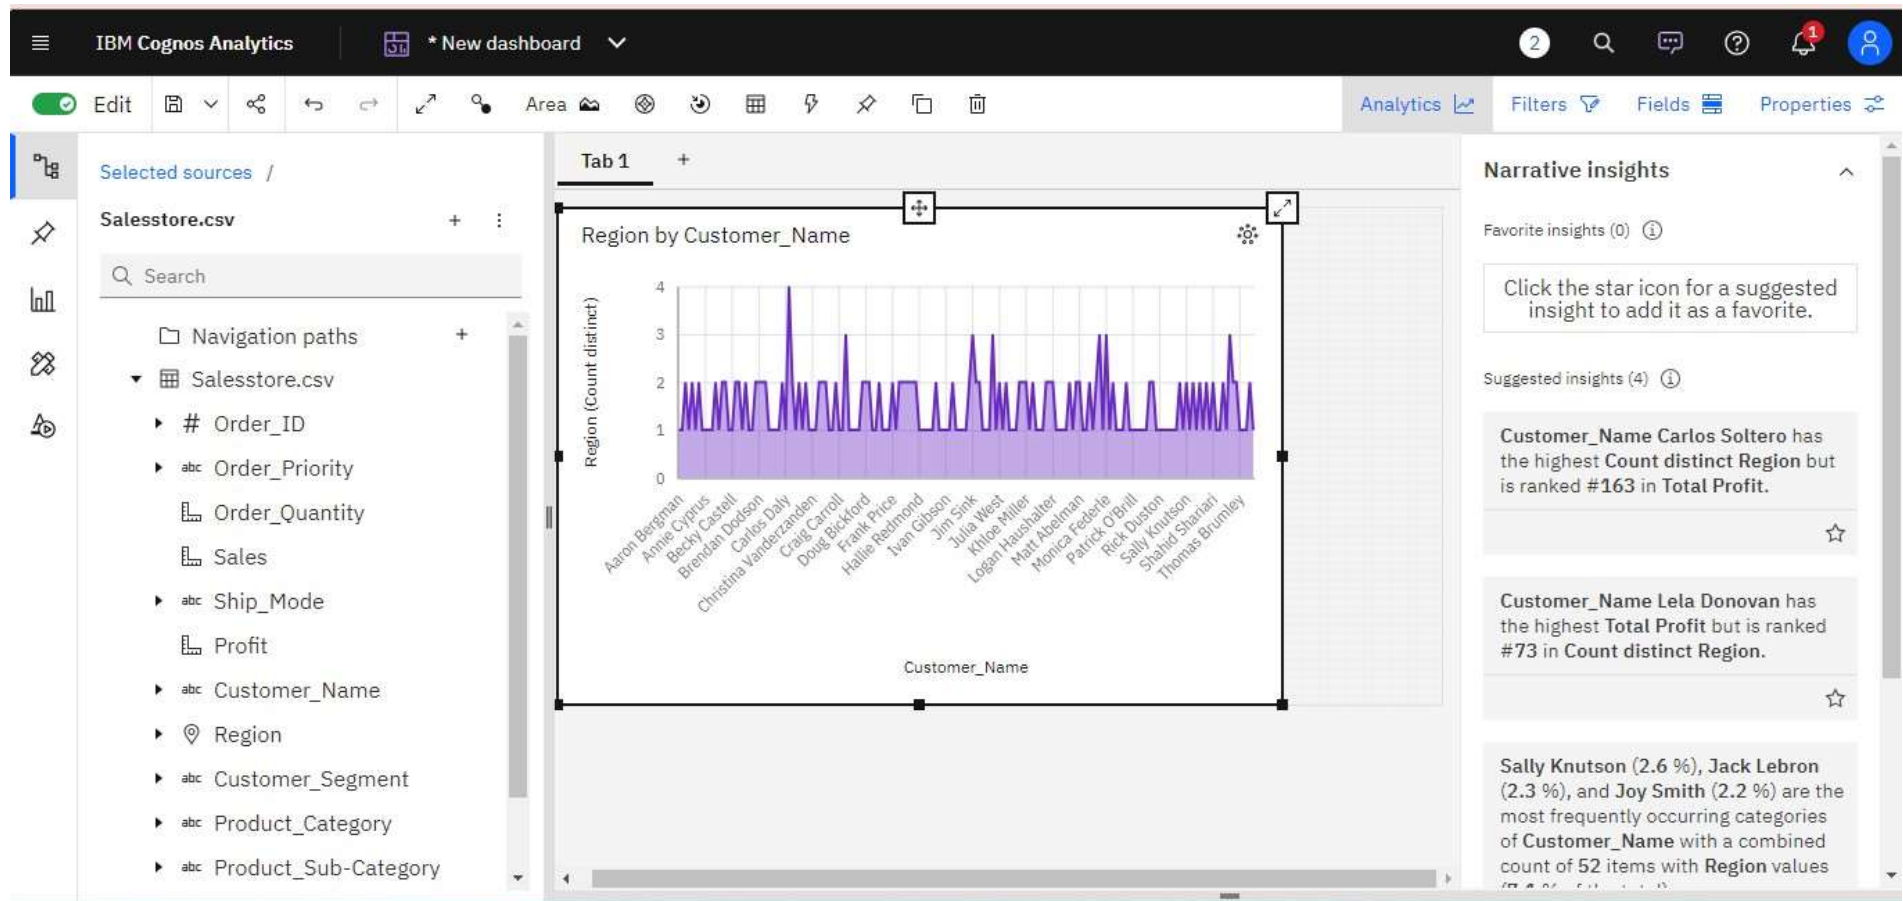 IBM Cognos Analytics
* New dashboard
2
1
Edit
Area
Analytics
Filters
Fields
Properties
Selected sources /
Salesstore.csv
Search
Navigation paths
Salesstore.csv
# Order_ID
abc Order_Priority
Order_Quantity
Sales
abc Ship_Mode
Profit
abc Customer_Name
Region
abc Customer_Segment
abc Product_Category
abc Product_Sub-Category
Tab 1 +
Region by Customer_Name
Region (Count distinct)
4
3
2
1
0
Aaron Bergman
Annie Cyprus
Becky Castell
Brendan Dodson
Carlos Daly
Christina Vanderzanden
Craig Carroll
Doug Bickford
Frank Price
Hallie Redmond
Ivan Gibson
Jim Sink
Julia West
Khloe Miller
Logan Haushalter
Matt Abelman
Monica Federle
Patrick O'Brill
Rick Duston
Sally Knutson
Shahid Shariari
Thomas Brumley
Customer_Name
Narrative insights
Favorite insights (0)
Click the star icon for a suggested
insight to add it as a favorite.
Suggested insights (4)
Customer_Name Carlos Soltero has
the highest Count distinct Region but
is ranked #163 in Total Profit.
Customer_Name Lela Donovan has
the highest Total Profit but is ranked
#73 in Count distinct Region.
Sally Knutson (2.6 %), Jack Lebron
(2.3 %), and Joy Smith (2.2 %) are the
most frequently occurring categories
of Customer_Name with a combined
count of 52 items with Region values